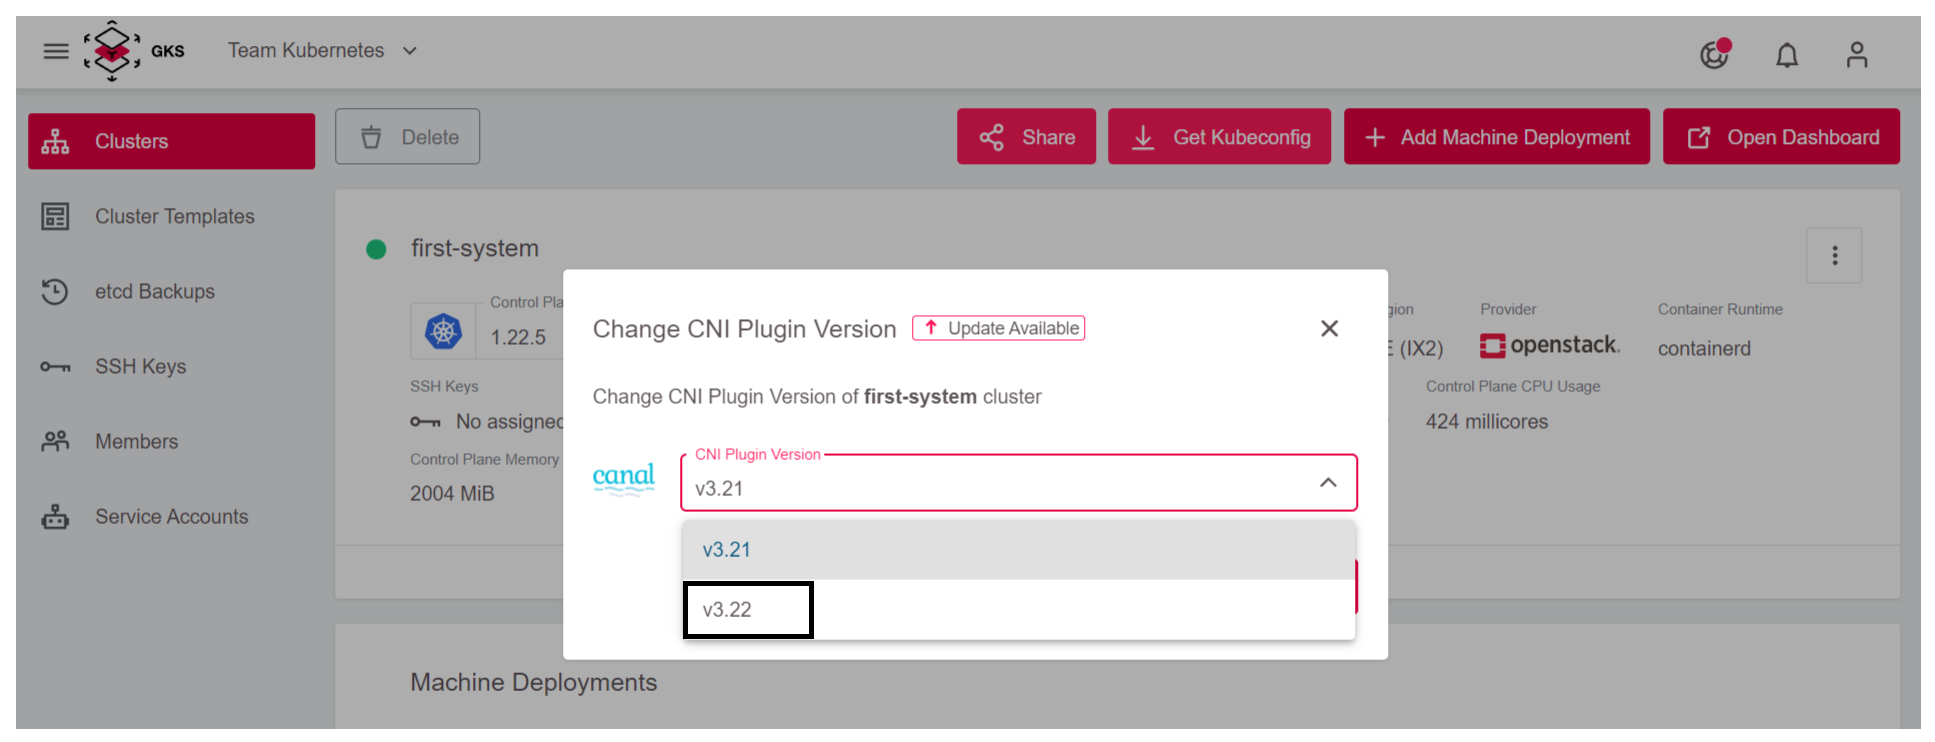 GKS
Team Kubernetes
Clusters
Delete
Share
Get Kubeconfig
Add Machine Deployment
Open Dashboard
Cluster Templates
etcd Backups
SSH Keys
Members
Service Accounts
first-system
Control Pla
1.22.5
gion
E (IX2)
Provider
openstack.
Container Runtime
containerd
SSH Keys
No assigned
Control Plane CPU Usage
424 millicores
Control Plane Memory
2004 MiB
Change CNI Plugin Version
Update Available
Change CNI Plugin Version of first-system cluster
canal
CNI Plugin Version
v3.21
v3.21
v3.22
Machine Deployments